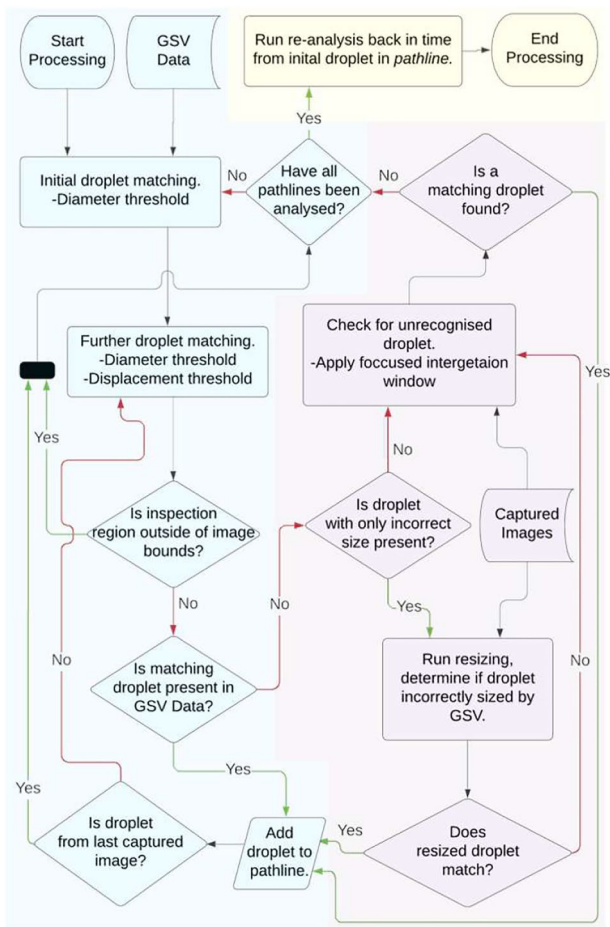 Start
Processing
GSV
Data
Run re-analysis back in time
from inital droplet in pathline.
End
Processing
Yes
Initial droplet matching.
-Diameter threshold
No
Have all
pathlines been
analysed?
No
Is a
matching droplet
found?
Further droplet matching.
-Diameter threshold
-Displacement threshold
Check for unrecognised
droplet.
-Apply foccused intergetaion
window
Yes
Yes
No
Is inspection
region outside of image
bounds?
Is droplet
with only incorrect
size present?
Captured
Images
No
No
Yes
No
Is matching
droplet present in
GSV Data?
Run resizing,
determine if droplet
incorrectly sized by
GSV.
No
Yes
Yes
Is droplet
from last captured
image?
Add
droplet to
pathline.
Yes
Does
resized droplet
match?